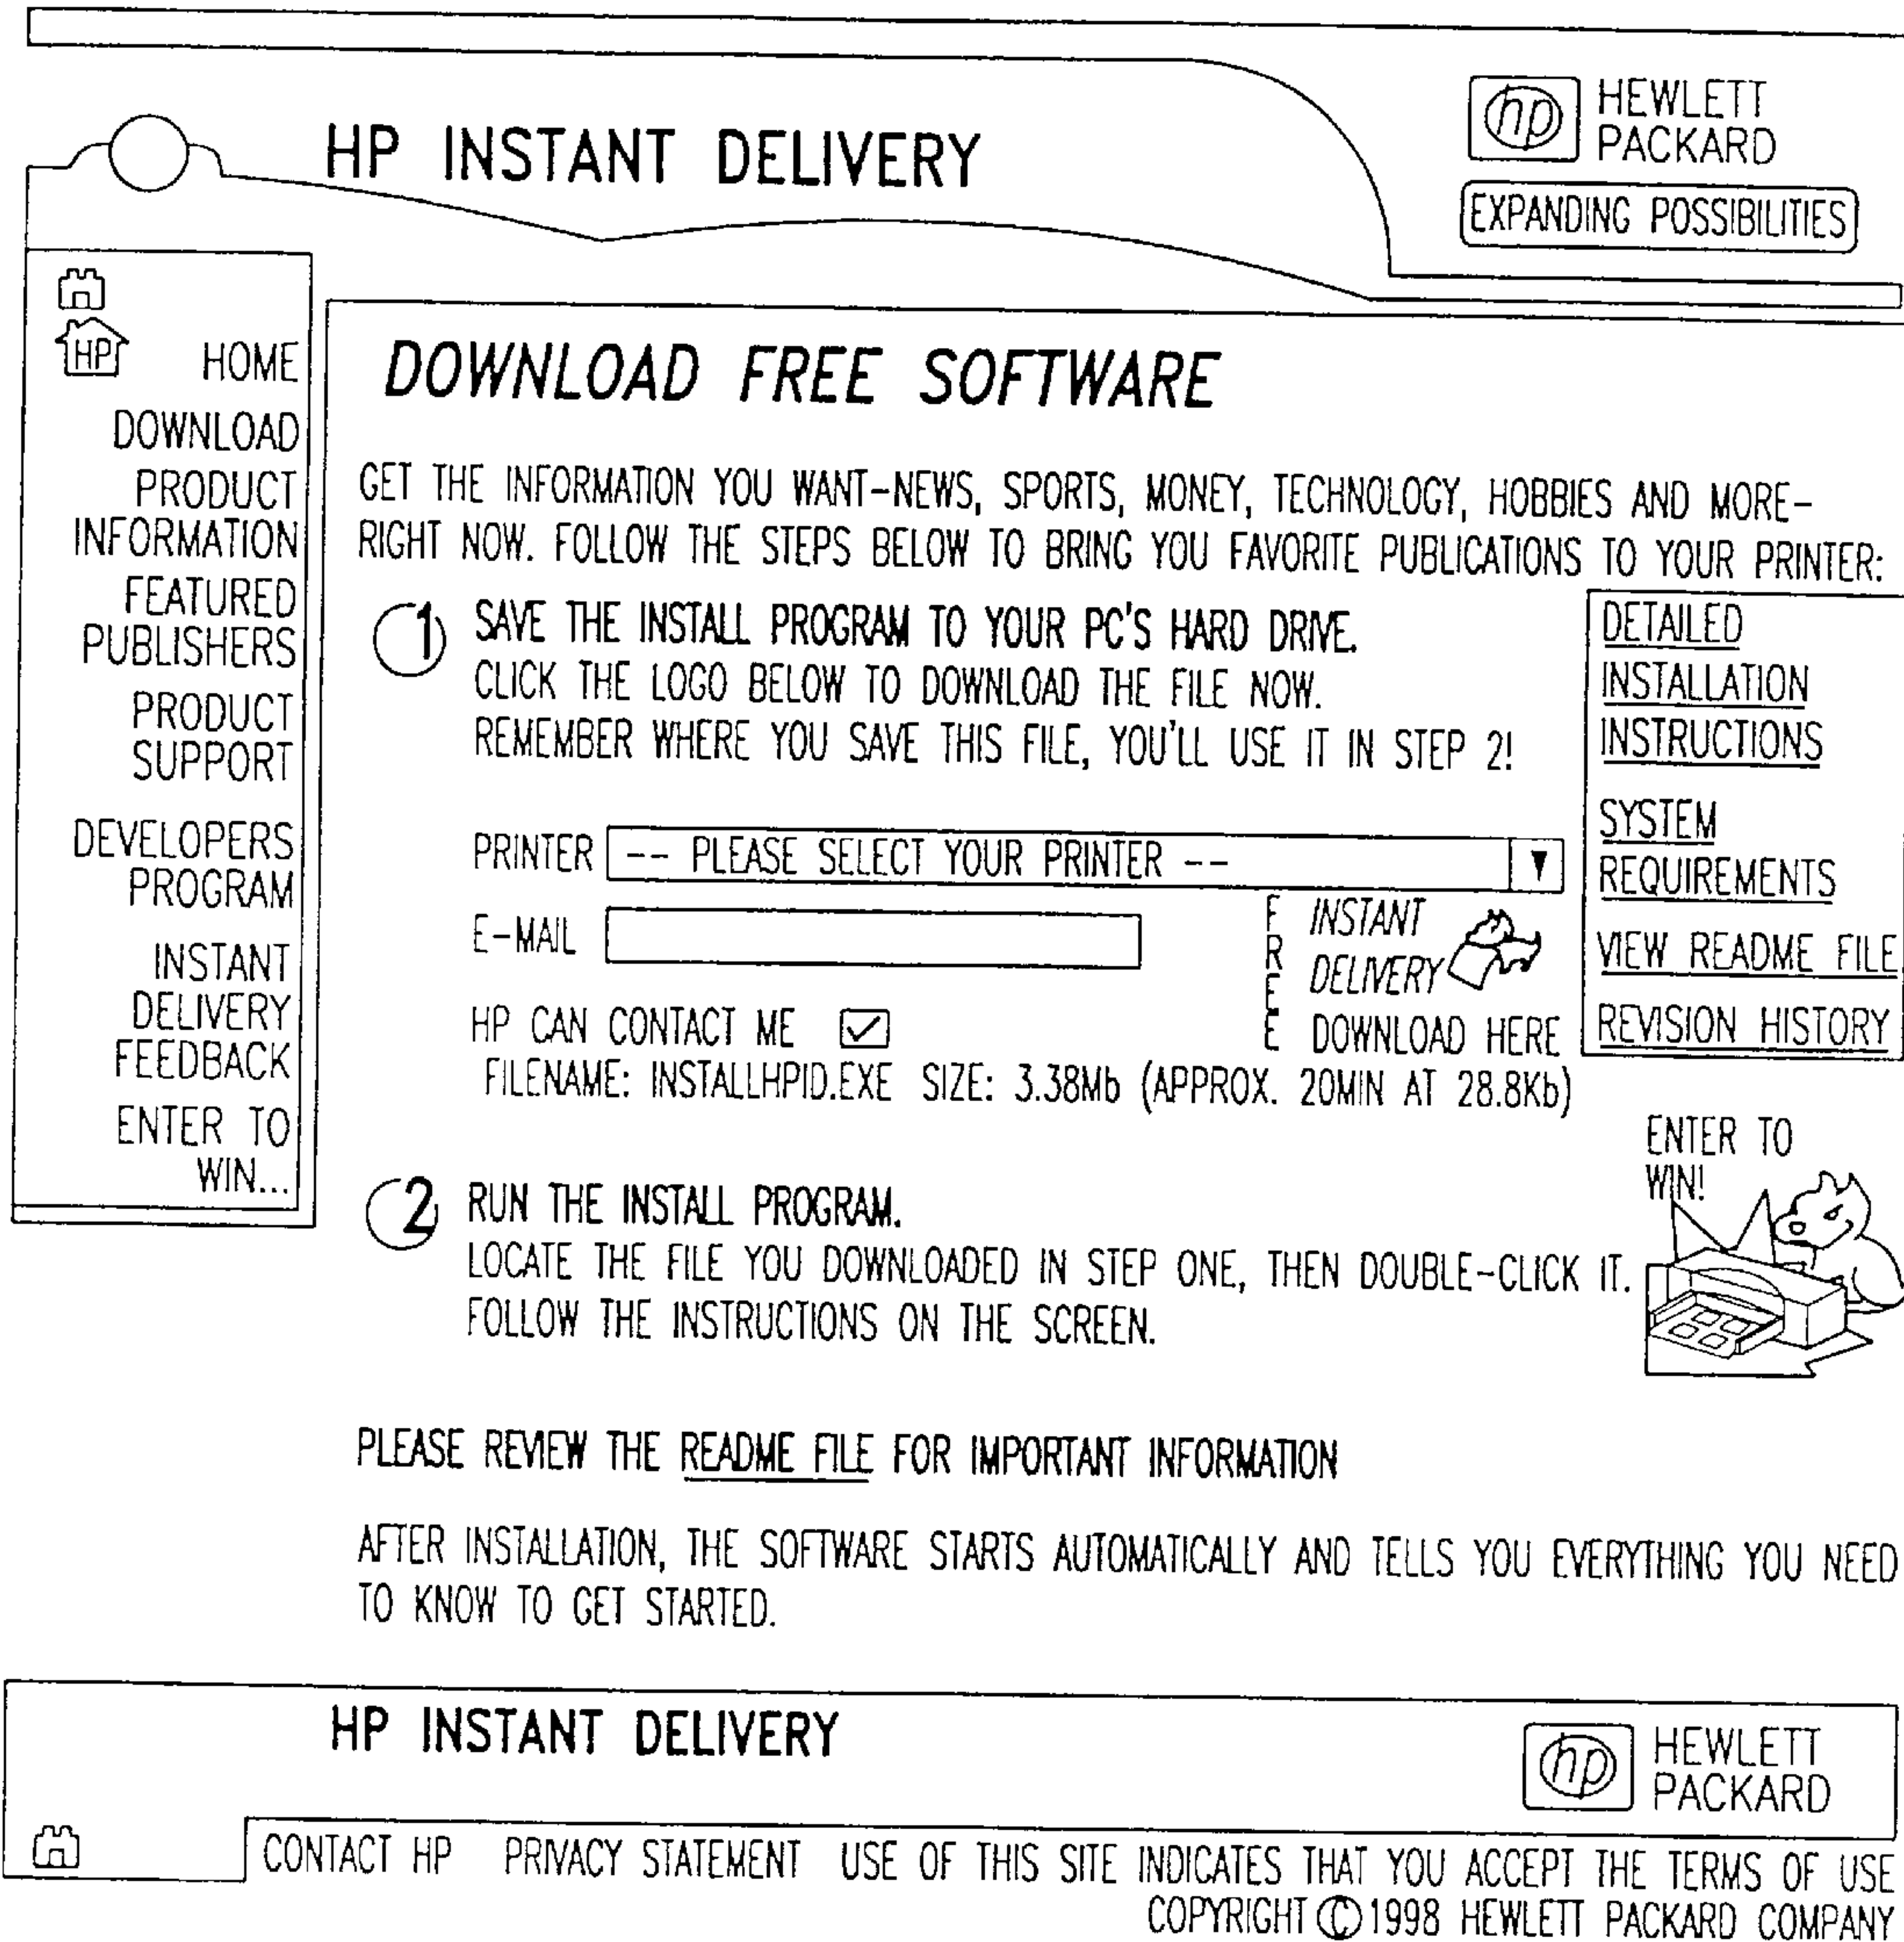 HP INSTANT DELIVERY
hp HEWLETT
PACKARD
EXPANDING POSSIBILITIES
HP HOME
DOWNLOAD
PRODUCT
INFORMATION
FEATURED
PUBLISHERS
PRODUCT
SUPPORT
DEVELOPERS
PROGRAM
INSTANT
DELIVERY
FEEDBACK
ENTER TO
WIN...
DOWNLOAD FREE SOFTWARE
GET THE INFORMATION YOU WANT-NEWS, SPORTS, MONEY, TECHNOLOGY, HOBBIES AND MORE-
RIGHT NOW. FOLLOW THE STEPS BELOW TO BRING YOU FAVORITE PUBLICATIONS TO YOUR PRINTER:
1 SAVE THE INSTALL PROGRAM TO YOUR PC'S HARD DRIVE.
CLICK THE LOGO BELOW TO DOWNLOAD THE FILE NOW.
REMEMBER WHERE YOU SAVE THIS FILE, YOU'LL USE IT IN STEP 2!
PRINTER -- PLEASE SELECT YOUR PRINTER --
E-MAIL
FREE
INSTANT
DELIVERY
DOWNLOAD HERE
HP CAN CONTACT ME
FILENAME: INSTALLHPID.EXE SIZE: 3.38Mb (APPROX. 20MIN AT 28.8Kb)
DETAILED
INSTALLATION
INSTRUCTIONS
SYSTEM
REQUIREMENTS
VIEW README FILE
REVISION HISTORY
ENTER TO
WIN!
2 RUN THE INSTALL PROGRAM.
LOCATE THE FILE YOU DOWNLOADED IN STEP ONE, THEN DOUBLE-CLICK IT.
FOLLOW THE INSTRUCTIONS ON THE SCREEN.
PLEASE REVIEW THE README FILE FOR IMPORTANT INFORMATION
AFTER INSTALLATION, THE SOFTWARE STARTS AUTOMATICALLY AND TELLS YOU EVERYTHING YOU NEED
TO KNOW TO GET STARTED.
HP INSTANT DELIVERY
hp HEWLETT
PACKARD
CONTACT HP PRIVACY STATEMENT USE OF THIS SITE INDICATES THAT YOU ACCEPT THE TERMS OF USE
COPYRIGHT ©1998 HEWLETT PACKARD COMPANY